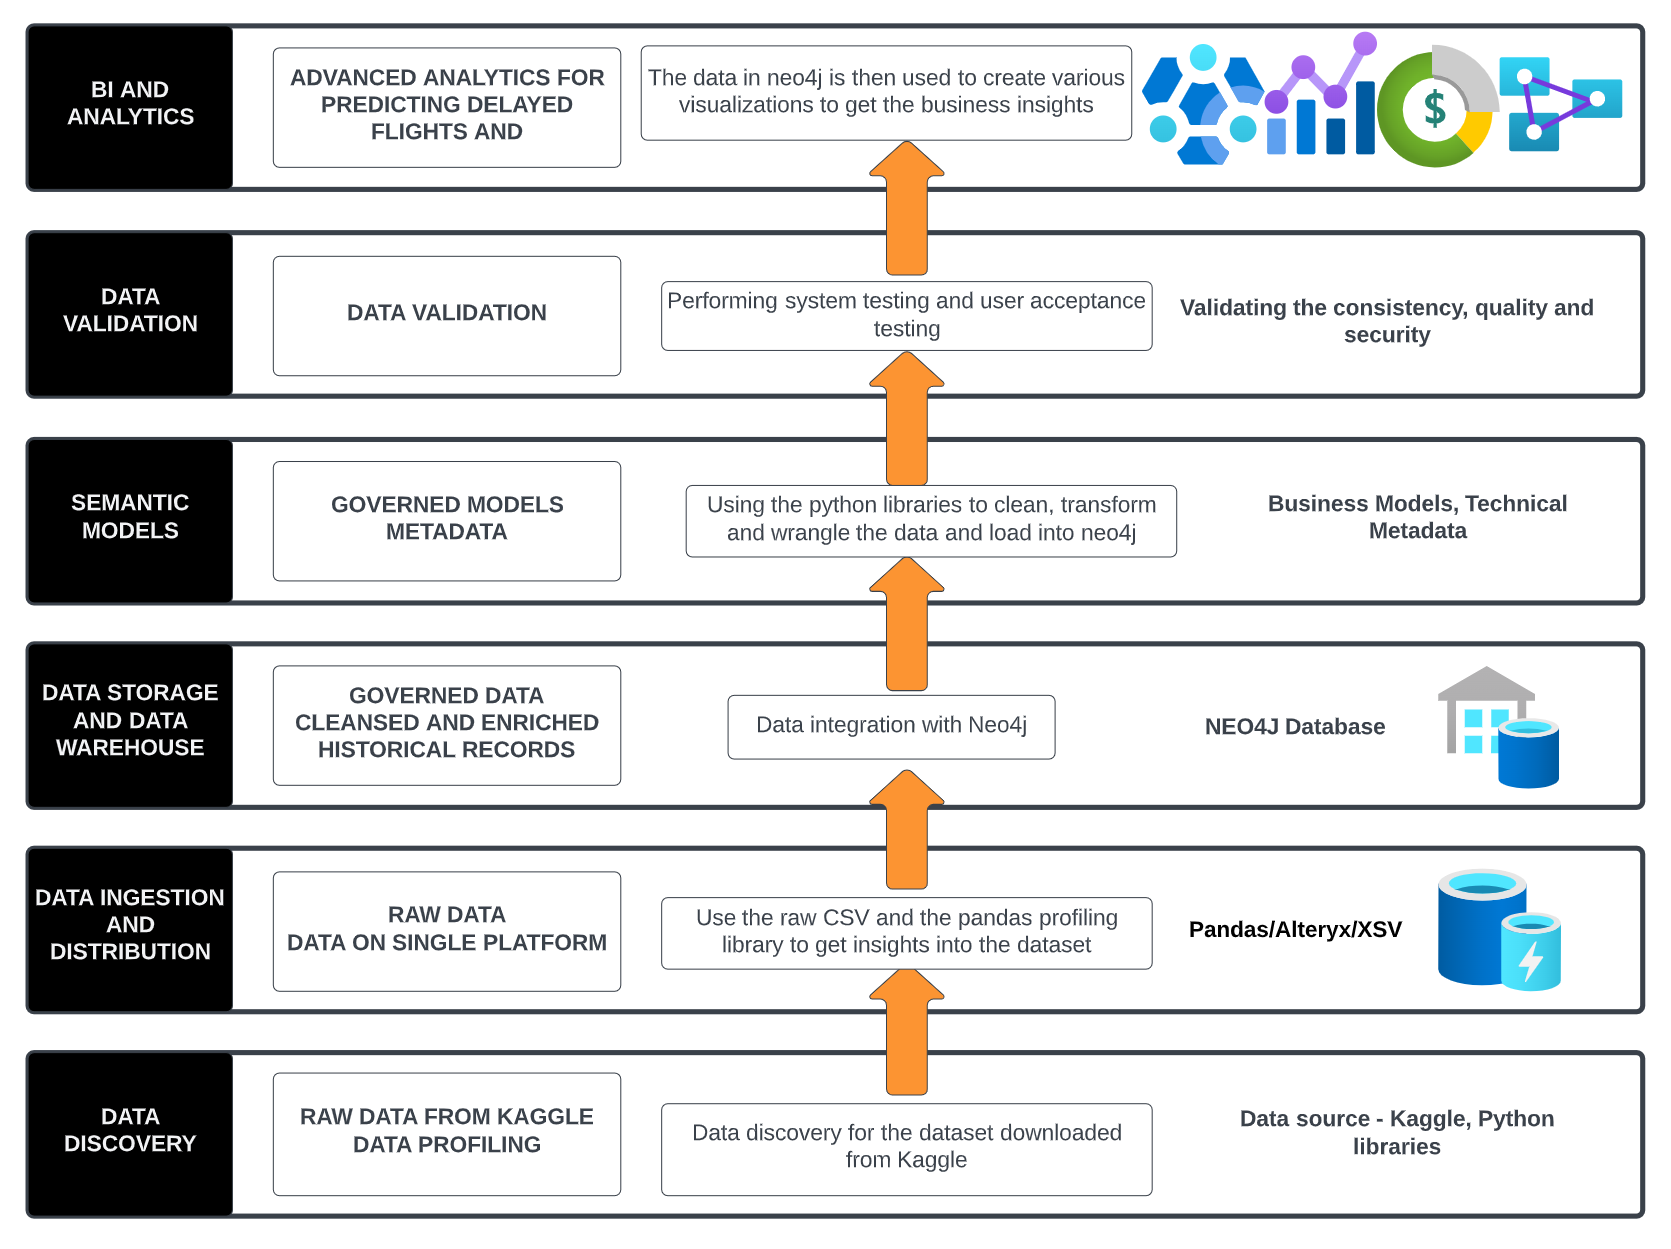 BI AND
ANALYTICS
ADVANCED ANALYTICS FOR
PREDICTING DELAYED
FLIGHTS AND
The data in neo4j is then used to create various
visualizations to get the business insights
$
DATA
VALIDATION
DATA VALIDATION
Performing system testing and user acceptance
testing
Validating the consistency, quality and
security
SEMANTIC
MODELS
GOVERNED MODELS
METADATA
Using the python libraries to clean, transform
and wrangle the data and load into neo4j
Business Models, Technical
Metadata
DATA STORAGE
AND DATA
WAREHOUSE
GOVERNED DATA
CLEANSED AND ENRICHED
HISTORICAL RECORDS
Data integration with Neo4j
NEO4J Database
DATA INGESTION
AND
DISTRIBUTION
RAW DATA
DATA ON SINGLE PLATFORM
Use the raw CSV and the pandas profiling
library to get insights into the dataset
Pandas/Alteryx/XSV
DATA
DISCOVERY
RAW DATA FROM KAGGLE
DATA PROFILING
Data discovery for the dataset downloaded
from Kaggle
Data source - Kaggle, Python
libraries